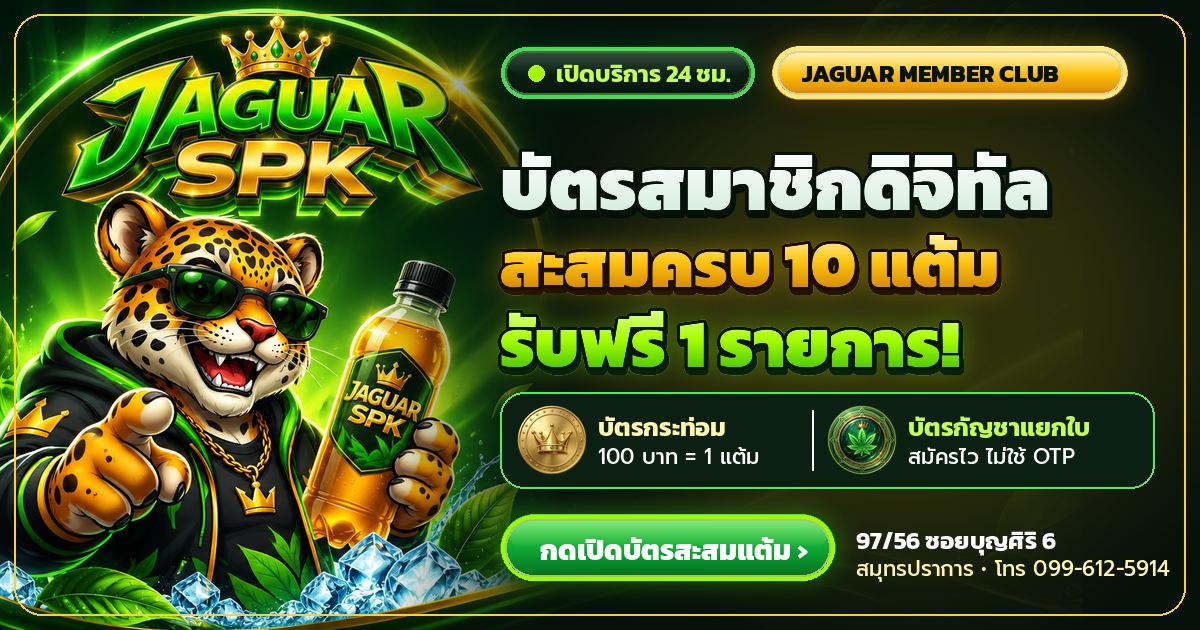 JAGUAR
SPK
JAGUAR
SPK
เปิดบริการ 24 ชม.
JAGUAR MEMBER CLUB
บัตรสมาชิกดิจิทัล
สะสมครบ 10 แต้ม
รับฟรี 1 รายการ!
บัตรกระท่อม
100 บาท = 1 แต้ม
บัตรกัญชาแยกใบ
สมัครไว ไม่ใช้ OTP
กดเปิดบัตรสะสมแต้ม ›
97/56 ซอยบุญศิริ 6
สมุทรปราการ · โทร 099-612-5914